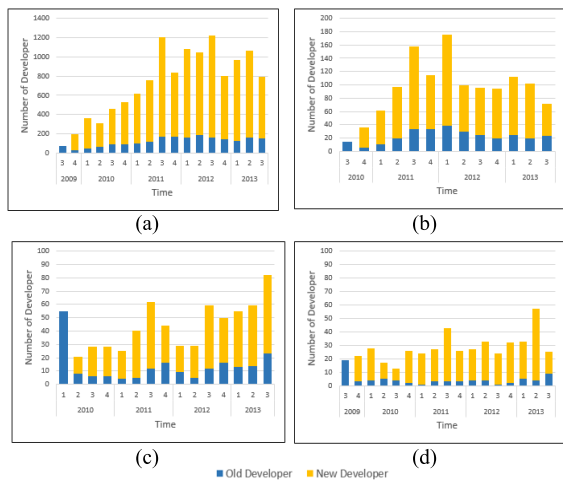 Number of Developer
1400
1200
1000
800
600
400
200
0
3 4 1 2 3 4 1 2 3 4 1 2 3 4 1 2 3
2009 2010 2011 2012 2013
Time
(a)
Number of Developer
200
180
160
140
120
100
80
60
40
20
0
3 4 1 2 3 4 1 2 3 4 1 2 3
2010 2011 2012 2013
Time
(b)
Number of Developer
100
90
80
70
60
50
40
30
20
10
0
1 2 3 4 1 2 3 4 1 2 3 4 1 2 3
2010 2011 2012 2013
Time
(c)
Number of Developer
100
90
80
70
60
50
40
30
20
10
0
3 4 1 2 3 4 1 2 3 4 1 2 3 4 1 2 3
2009 2010 2011 2012 2013
Time
(d)
Old Developer New Developer